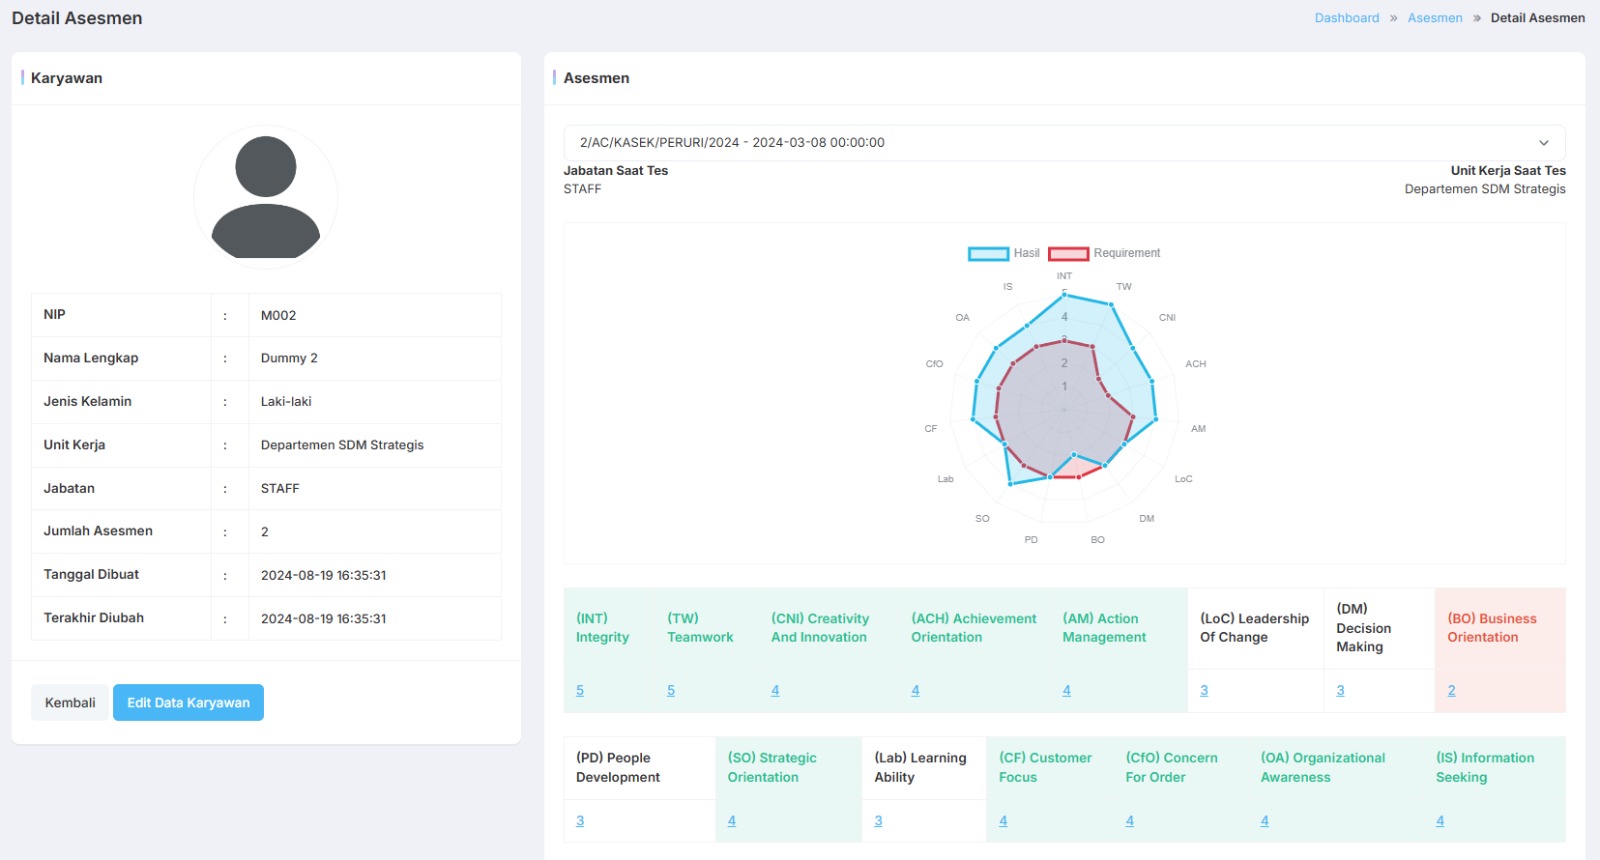 Detail Asesmen
Dashboard » Asesmen » Detail Asesmen
Karyawan
NIP : M002
Nama Lengkap : Dummy 2
Jenis Kelamin : Laki-laki
Unit Kerja : Departemen SDM Strategis
Jabatan : STAFF
Jumlah Asesmen : 2
Tanggal Dibuat : 2024-08-19 16:35:31
Terakhir Diubah : 2024-08-19 16:35:31
Kembali Edit Data Karyawan
Asesmen
2/AC/KASEK/PERURI/2024 - 2024-03-08 00:00:00
Jabatan Saat Tes
STAFF
Unit Kerja Saat Tes
Departemen SDM Strategis
Hasil Requirement
INT
TW
CNI
ACH
AM
LoC
DM
BO
PD
SO
Lab
CF
CfO
OA
IS
5
4
3
2
1
(INT) Integrity
5
(TW) Teamwork
5
(CNI) Creativity And Innovation
4
(ACH) Achievement Orientation
4
(AM) Action Management
4
(LoC) Leadership Of Change
3
(DM) Decision Making
3
(BO) Business Orientation
2
(PD) People Development
3
(SO) Strategic Orientation
4
(Lab) Learning Ability
3
(CF) Customer Focus
4
(CfO) Concern For Order
4
(OA) Organizational Awareness
4
(IS) Information Seeking
4